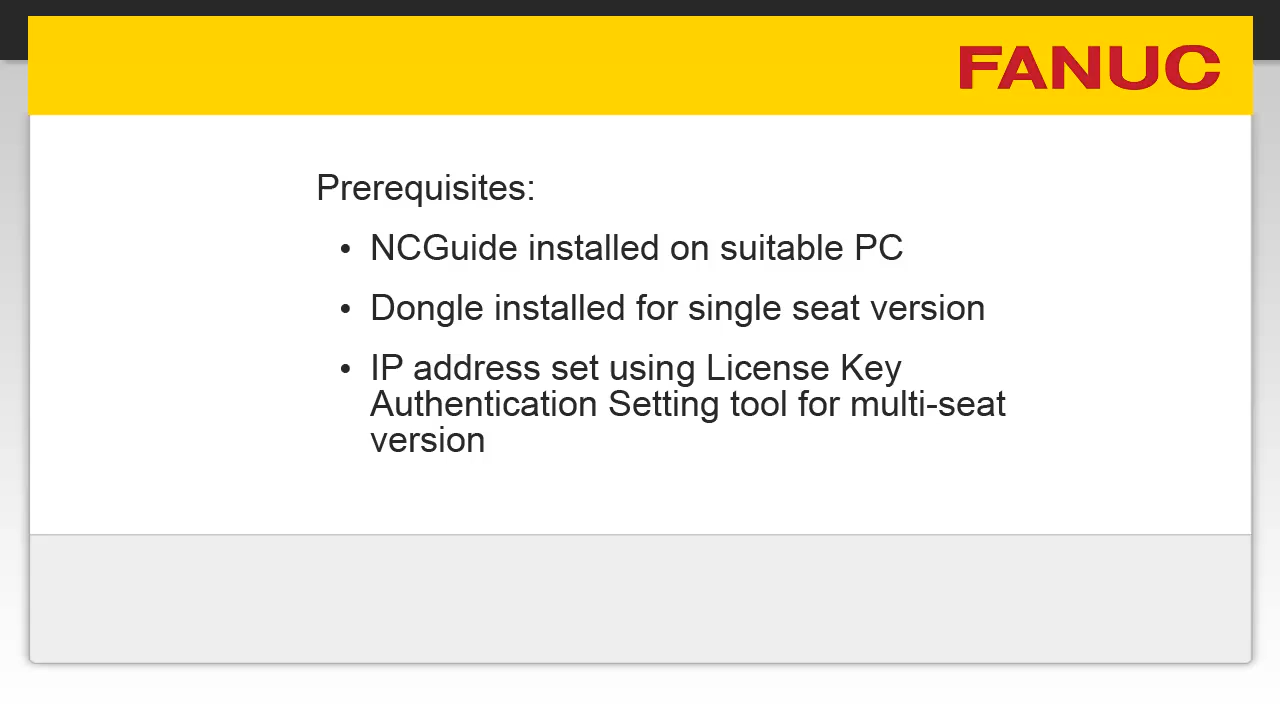 FANUC
Prerequisites:
• NCGuide installed on suitable PC
• Dongle installed for single seat version
• IP address set using License Key
Authentication Setting tool for multi-seat
version